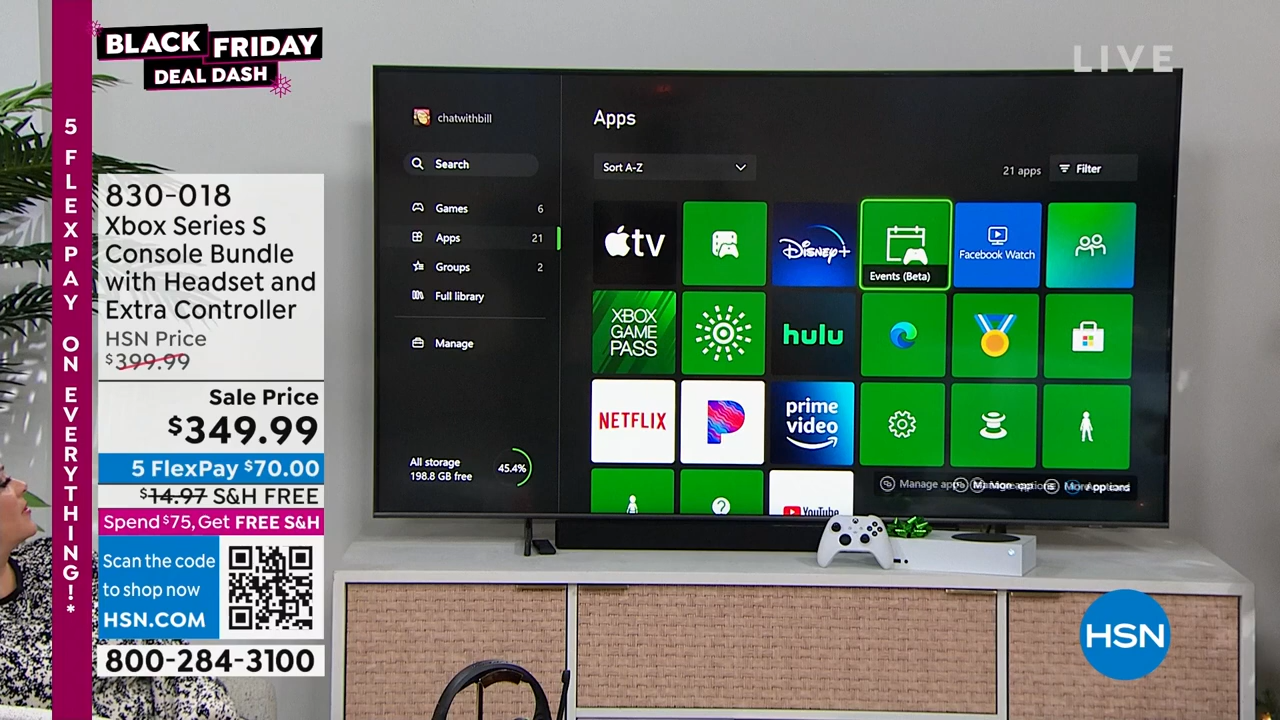 BLACK FRIDAY
DEAL DASH
LIVE
5 FLEXPAY ON EVERYTHING!*
830-018
Xbox Series S
Console Bundle
with Headset and
Extra Controller
HSN Price
$399.99
Sale Price
$349.99
5 FlexPay $70.00
$14.97 S&H FREE
Spend $75, Get FREE S&H
Scan the code
to shop now
HSN.COM
800-284-3100
chatwithbill
Search
Games 6
Apps 21
Groups 2
Full library
Manage
All storage
198.8 GB free
45.4%
Apps
Sort A-Z
21 apps
Filter
tv
Disney+
Events (Beta)
Facebook Watch
XBOX
GAME
PASS
hulu
NETFLIX
prime
video
YouTube
Manage app
More options
HSN